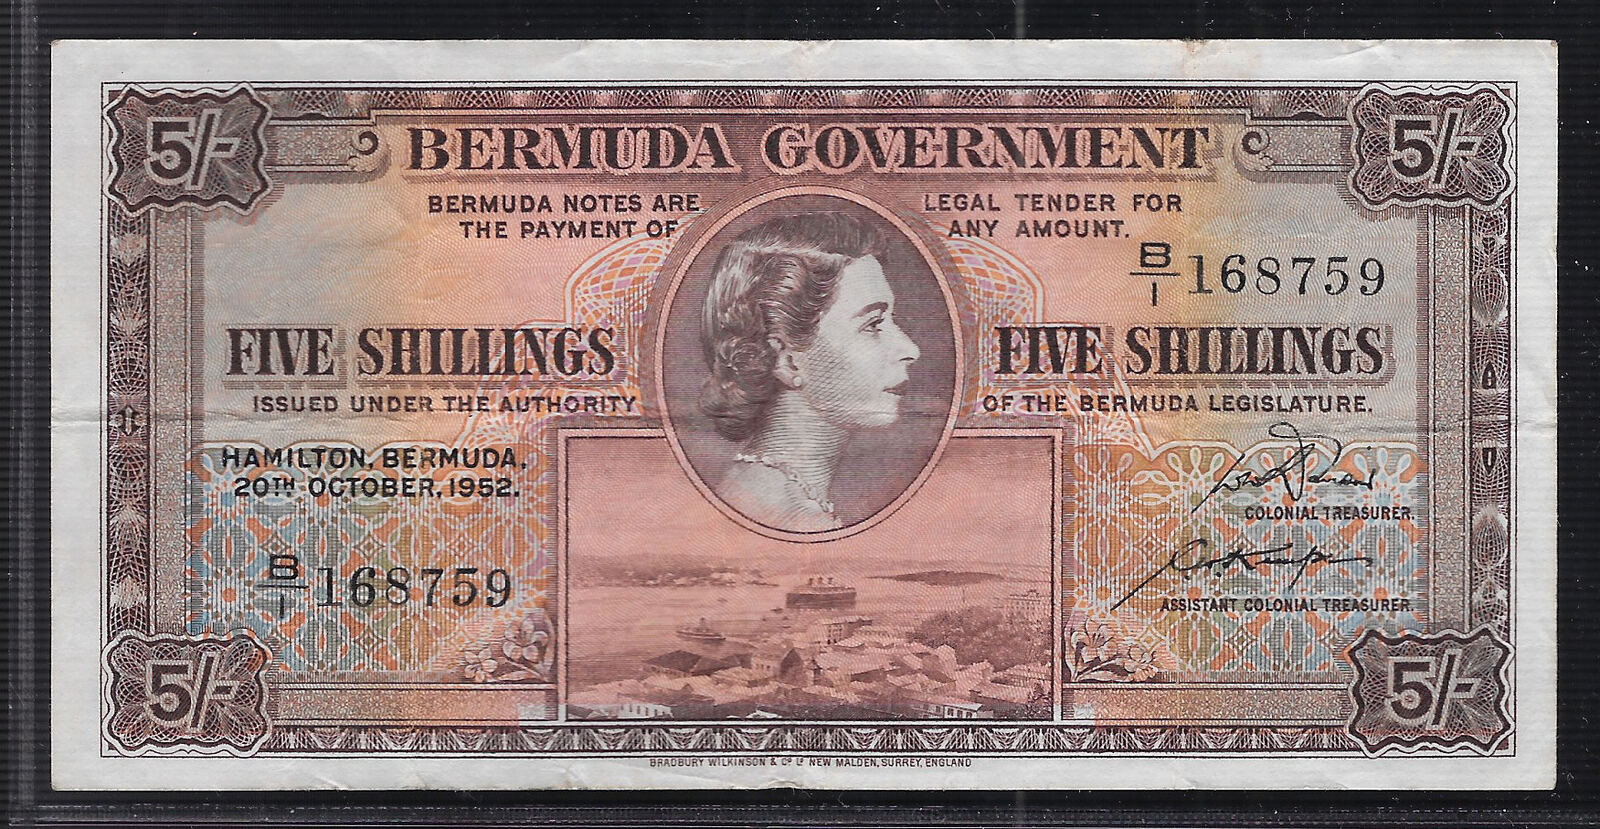 5/- 5/-
BERMUDA GOVERNMENT
BERMUDA NOTES ARE LEGAL TENDER FOR
THE PAYMENT OF ANY AMOUNT.
B/1 168759
FIVE SHILLINGS FIVE SHILLINGS
ISSUED UNDER THE AUTHORITY OF THE BERMUDA LEGISLATURE.
HAMILTON, BERMUDA,
20TH OCTOBER, 1952.
COLONIAL TREASURER.
B/1 168759
ASSISTANT COLONIAL TREASURER.
5/- 5/-
BRADBURY WILKINSON & Cº Lº NEW MALDEN, SURREY, ENGLAND